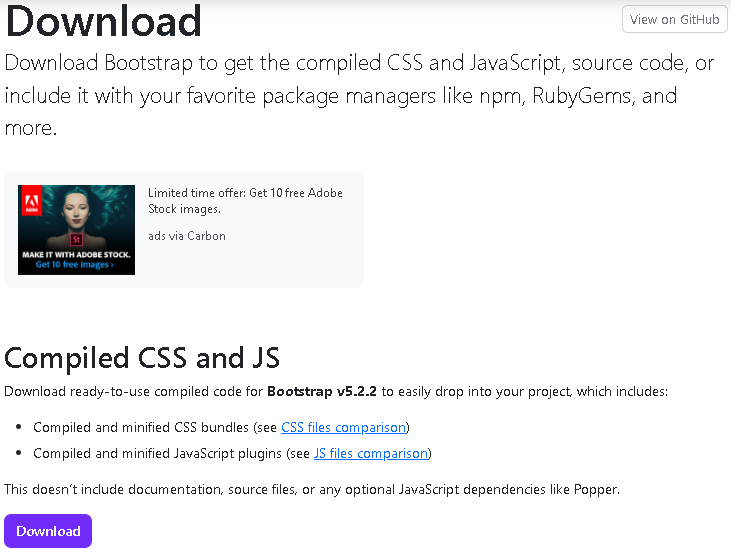 Download
View on GitHub
Download Bootstrap to get the compiled CSS and JavaScript, source code, or
include it with your favorite package managers like npm, RubyGems, and
more.
Adobe
St
MAKE IT WITH ADOBE STOCK.
Get 10 free images ›
Limited time offer: Get 10 free Adobe
Stock images.
ads via Carbon
Compiled CSS and JS
Download ready-to-use compiled code for Bootstrap v5.2.2 to easily drop into your project, which includes:
• Compiled and minified CSS bundles (see CSS files comparison)
• Compiled and minified JavaScript plugins (see JS files comparison)
This doesn’t include documentation, source files, or any optional JavaScript dependencies like Popper.
Download